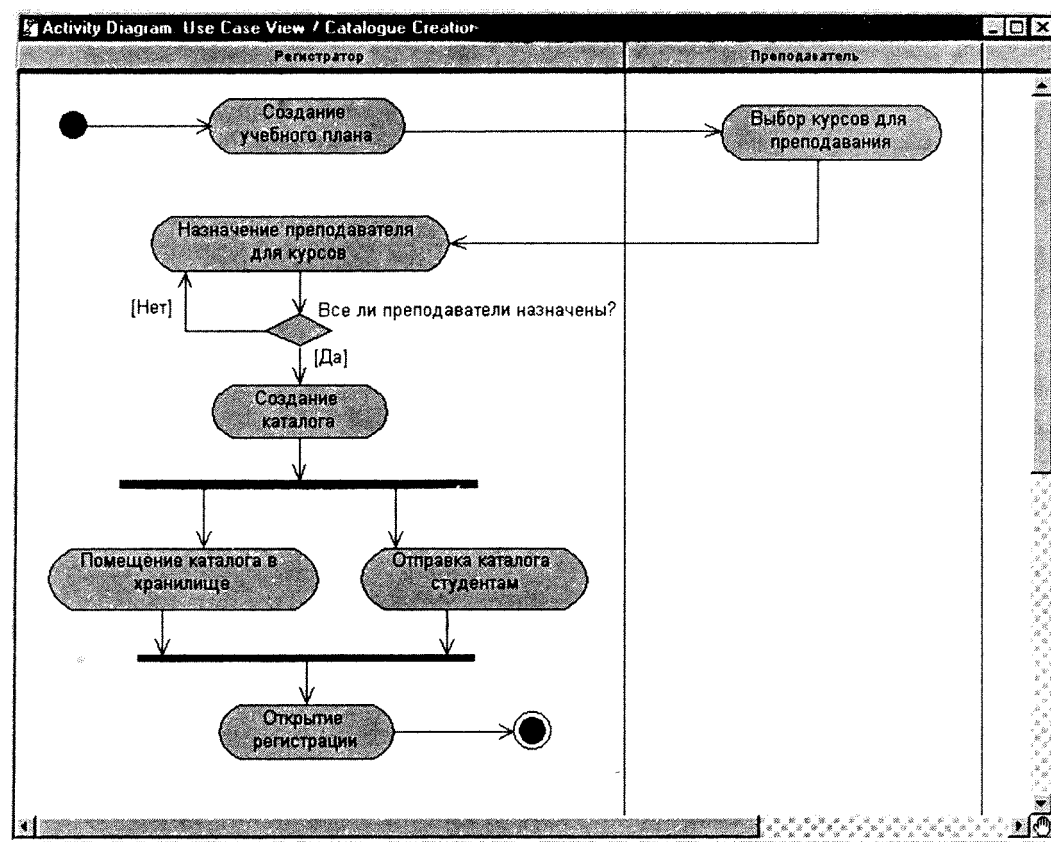 Activity Diagram: Use Case View / Catalogue Creation
Регистратор
Преподаватель
Создание
учебного плана
Выбор курсов для
преподавания
Назначение преподавателя
для курсов
[Нет]
Все ли преподаватели назначены?
[Да]
Создание
каталога
Помещение каталога в
хранилище
Отправка каталога
студентам
Открытие
регистрации